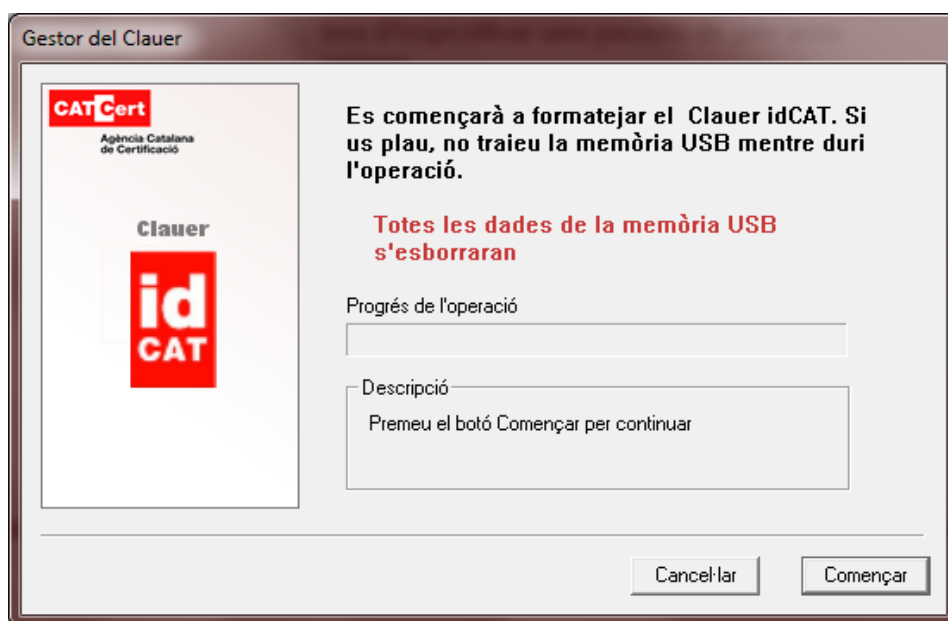 Gestor del Clauer
CATCert
Agència Catalana
de Certificació
Clauer
id
CAT
Es començarà a formatejar el  Clauer idCAT. Si
us plau, no traieu la memòria USB mentre duri
l'operació.
Totes les dades de la memòria USB
s'esborraran
Progrés de l'operació
Descripció
Premeu el botó Començar per continuar
Cancel·lar
Començar